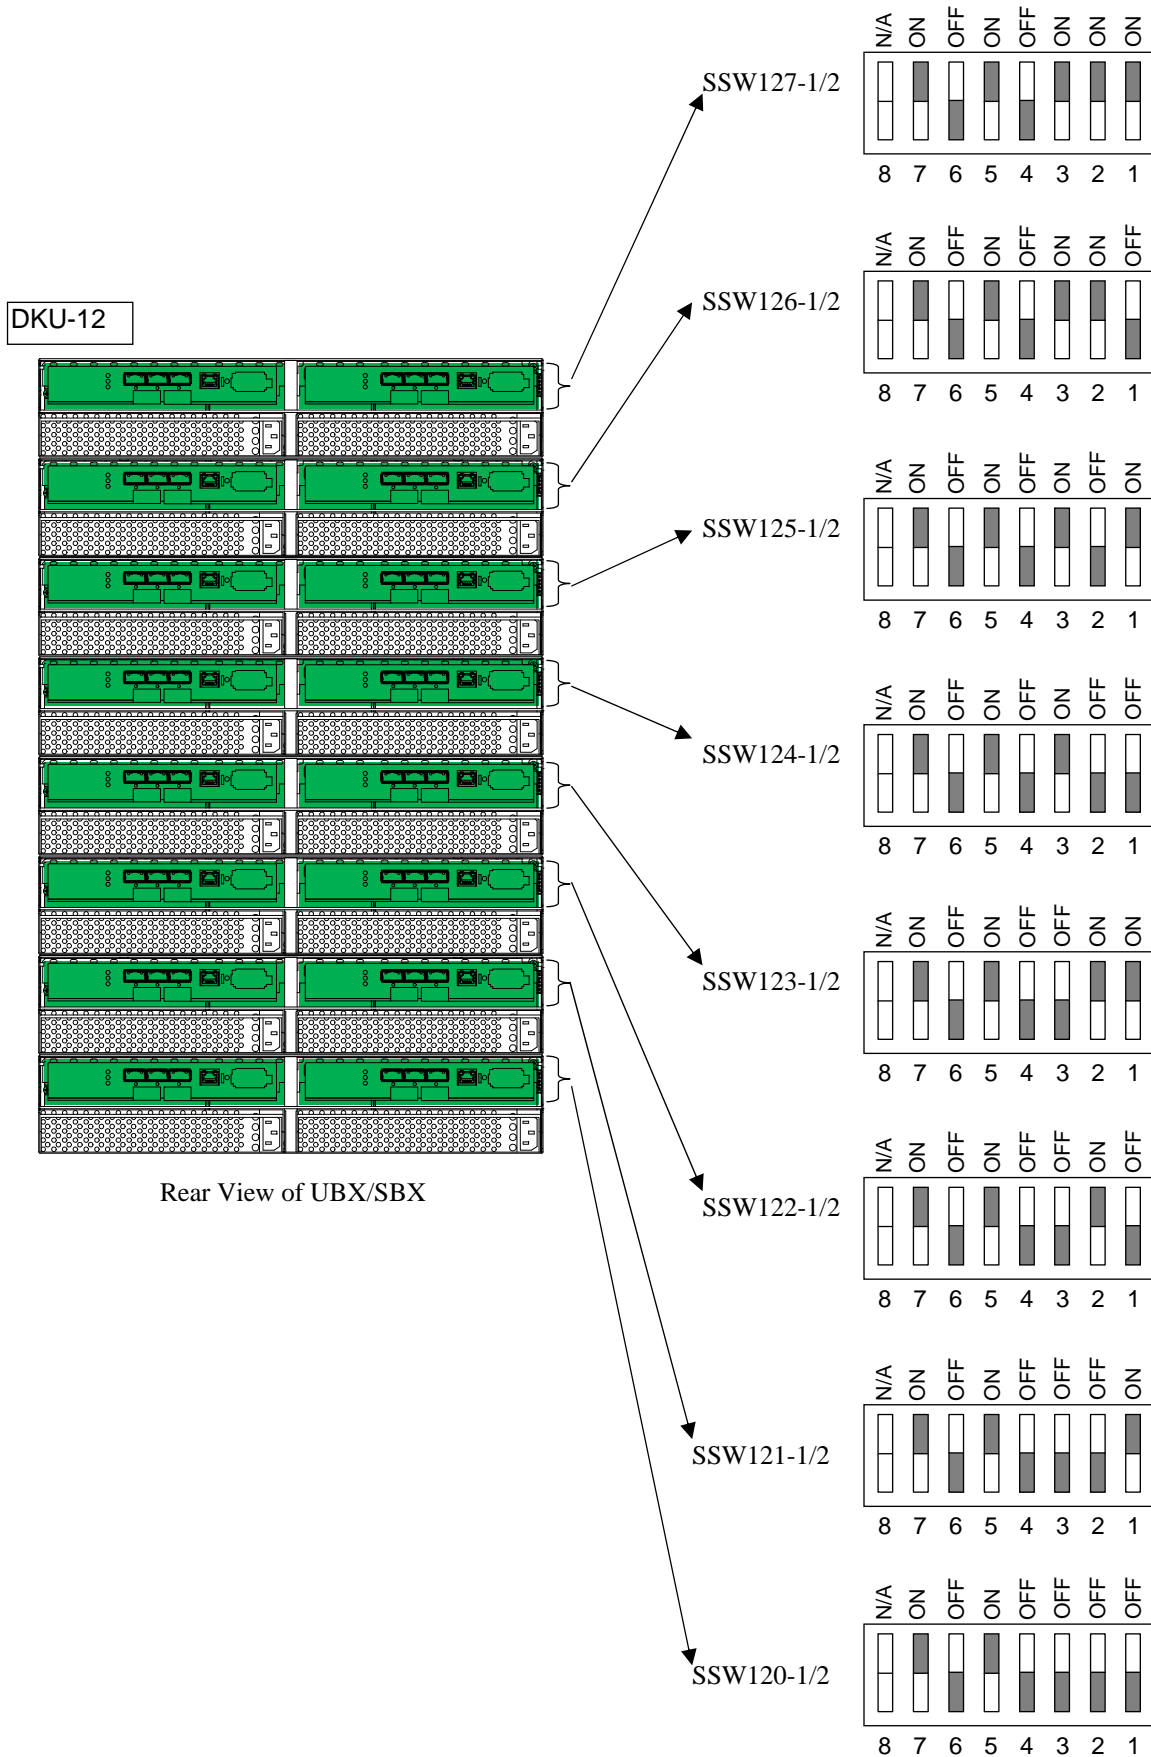 N/A ON OFF ON OFF ON ON ON
SSW127-1/2
8 7 6 5 4 3 2 1
N/A ON OFF ON OFF ON ON OFF
SSW126-1/2
DKU-12
8 7 6 5 4 3 2 1
N/A ON OFF ON OFF ON OFF ON
SSW125-1/2
8 7 6 5 4 3 2 1
N/A ON OFF ON OFF ON OFF OFF
SSW124-1/2
8 7 6 5 4 3 2 1
N/A ON OFF ON OFF OFF ON ON
SSW123-1/2
8 7 6 5 4 3 2 1
N/A ON OFF ON OFF OFF ON OFF
Rear View of UBX/SBX
SSW122-1/2
8 7 6 5 4 3 2 1
N/A ON OFF ON OFF OFF OFF ON
SSW121-1/2
8 7 6 5 4 3 2 1
N/A ON OFF ON OFF OFF OFF OFF
SSW120-1/2
8 7 6 5 4 3 2 1